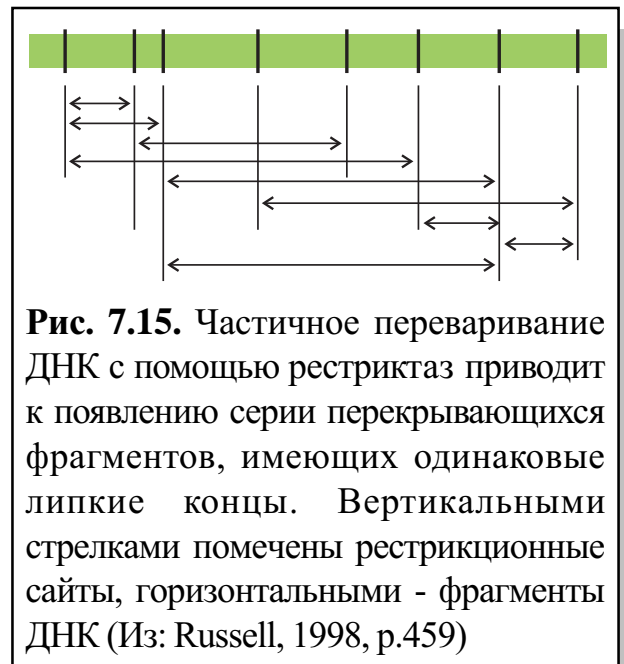 Рис. 7.15. Частичное переваривание
ДНК с помощью рестриктаз приводит
к появлению серии перекрывающихся
фрагментов, имеющих одинаковые
липкие концы. Вертикальными
стрелками помечены рестрикционные
сайты, горизонтальными - фрагменты
ДНК (Из: Russell, 1998, p.459)